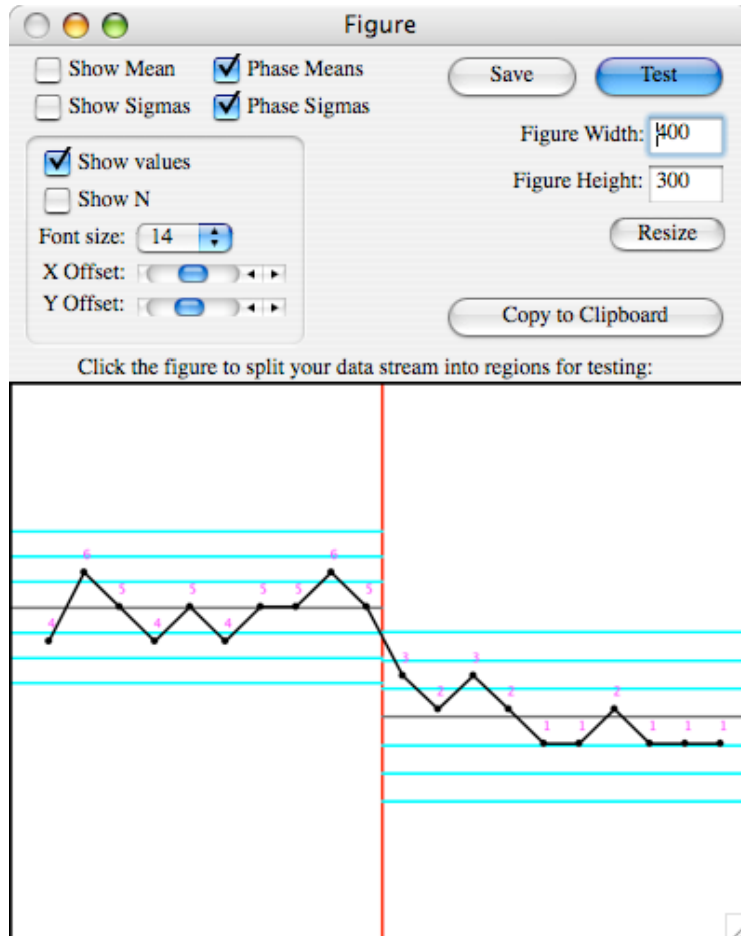 Figure
Show Mean Phase Means Save Test
Show Sigmas Phase Sigmas
Figure Width: 400
Show values
Figure Height: 300
Show N
Font size: 14 Resize
X Offset:
Y Offset: Copy to Clipboard
Click the figure to split your data stream into regions for testing:
4 6 5 4 5 4 5 5 6 5
3 2 3 2 1 1 2 1 1 1